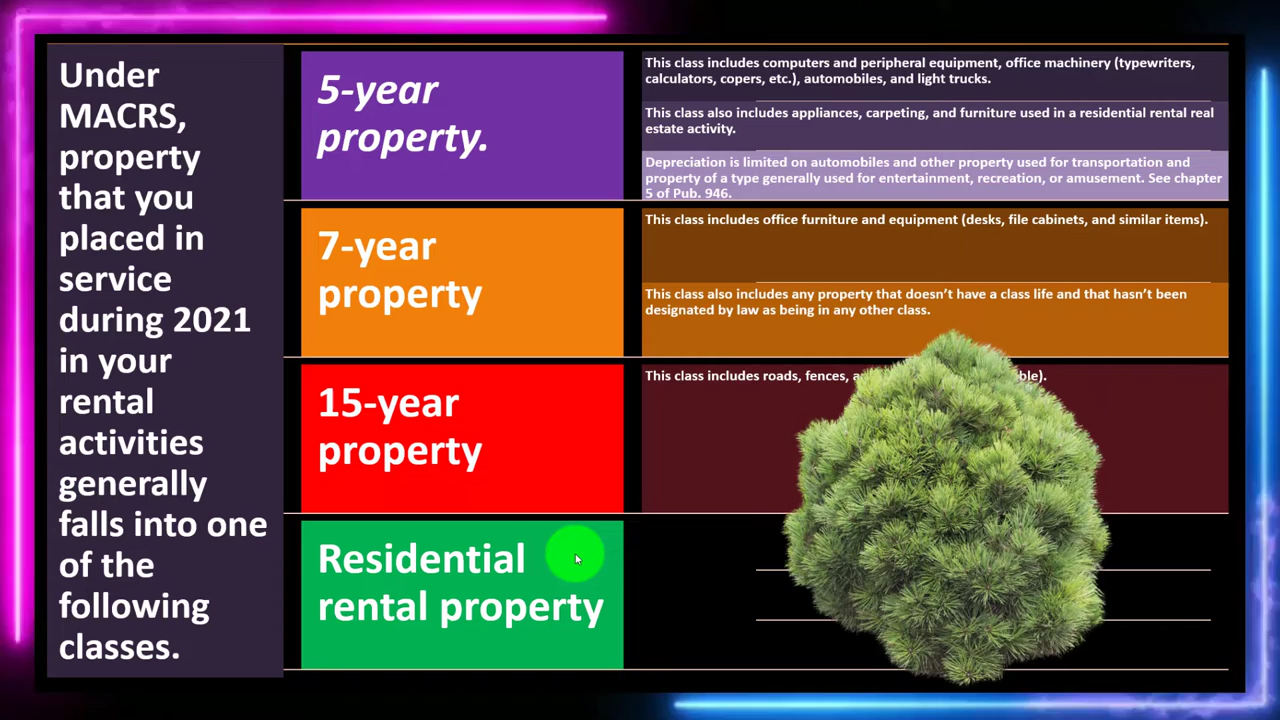 Under
MACRS,
property
that you
placed in
service
during 2021
in your
rental
activities
generally
falls into one
of the
following
classes.
5-year
property.
This class includes computers and peripheral equipment, office machinery (typewriters,
calculators, copers, etc.), automobiles, and light trucks.
This class also includes appliances, carpeting, and furniture used in a residential rental real
estate activity.
Depreciation is limited on automobiles and other property used for transportation and
property of a type generally used for entertainment, recreation, or amusement. See chapter
5 of Pub. 946.
7-year
property
This class includes office furniture and equipment (desks, file cabinets, and similar items).
This class also includes any property that doesn’t have a class life and that hasn’t been
designated by law as being in any other class.
15-year
property
This class includes roads, fences,
Residential
rental property